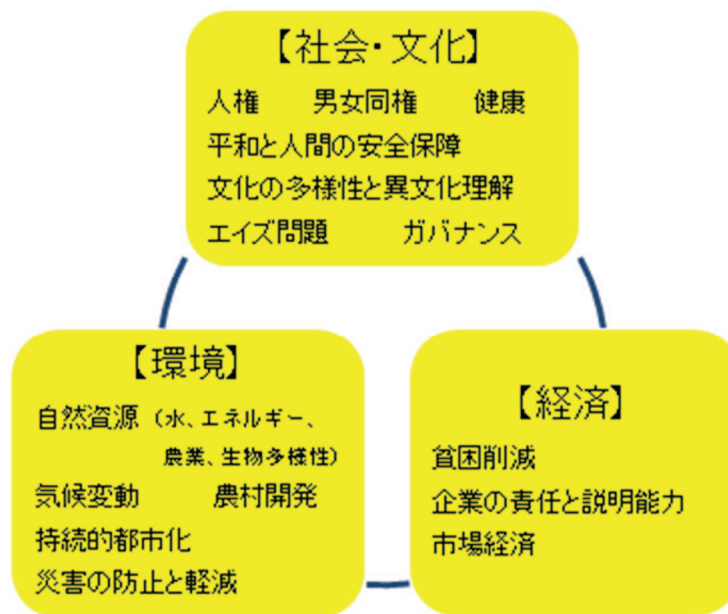 【社会・文化】
人権　男女同権　健康
平和と人間の安全保障
文化の多様性と異文化理解
エイズ問題　ガバナンス
【環境】
自然資源（水、エネルギー、
農業、生物多様性）
気候変動　農村開発
持続的都市化
災害の防止と軽減
【経済】
貧困削減
企業の責任と説明能力
市場経済